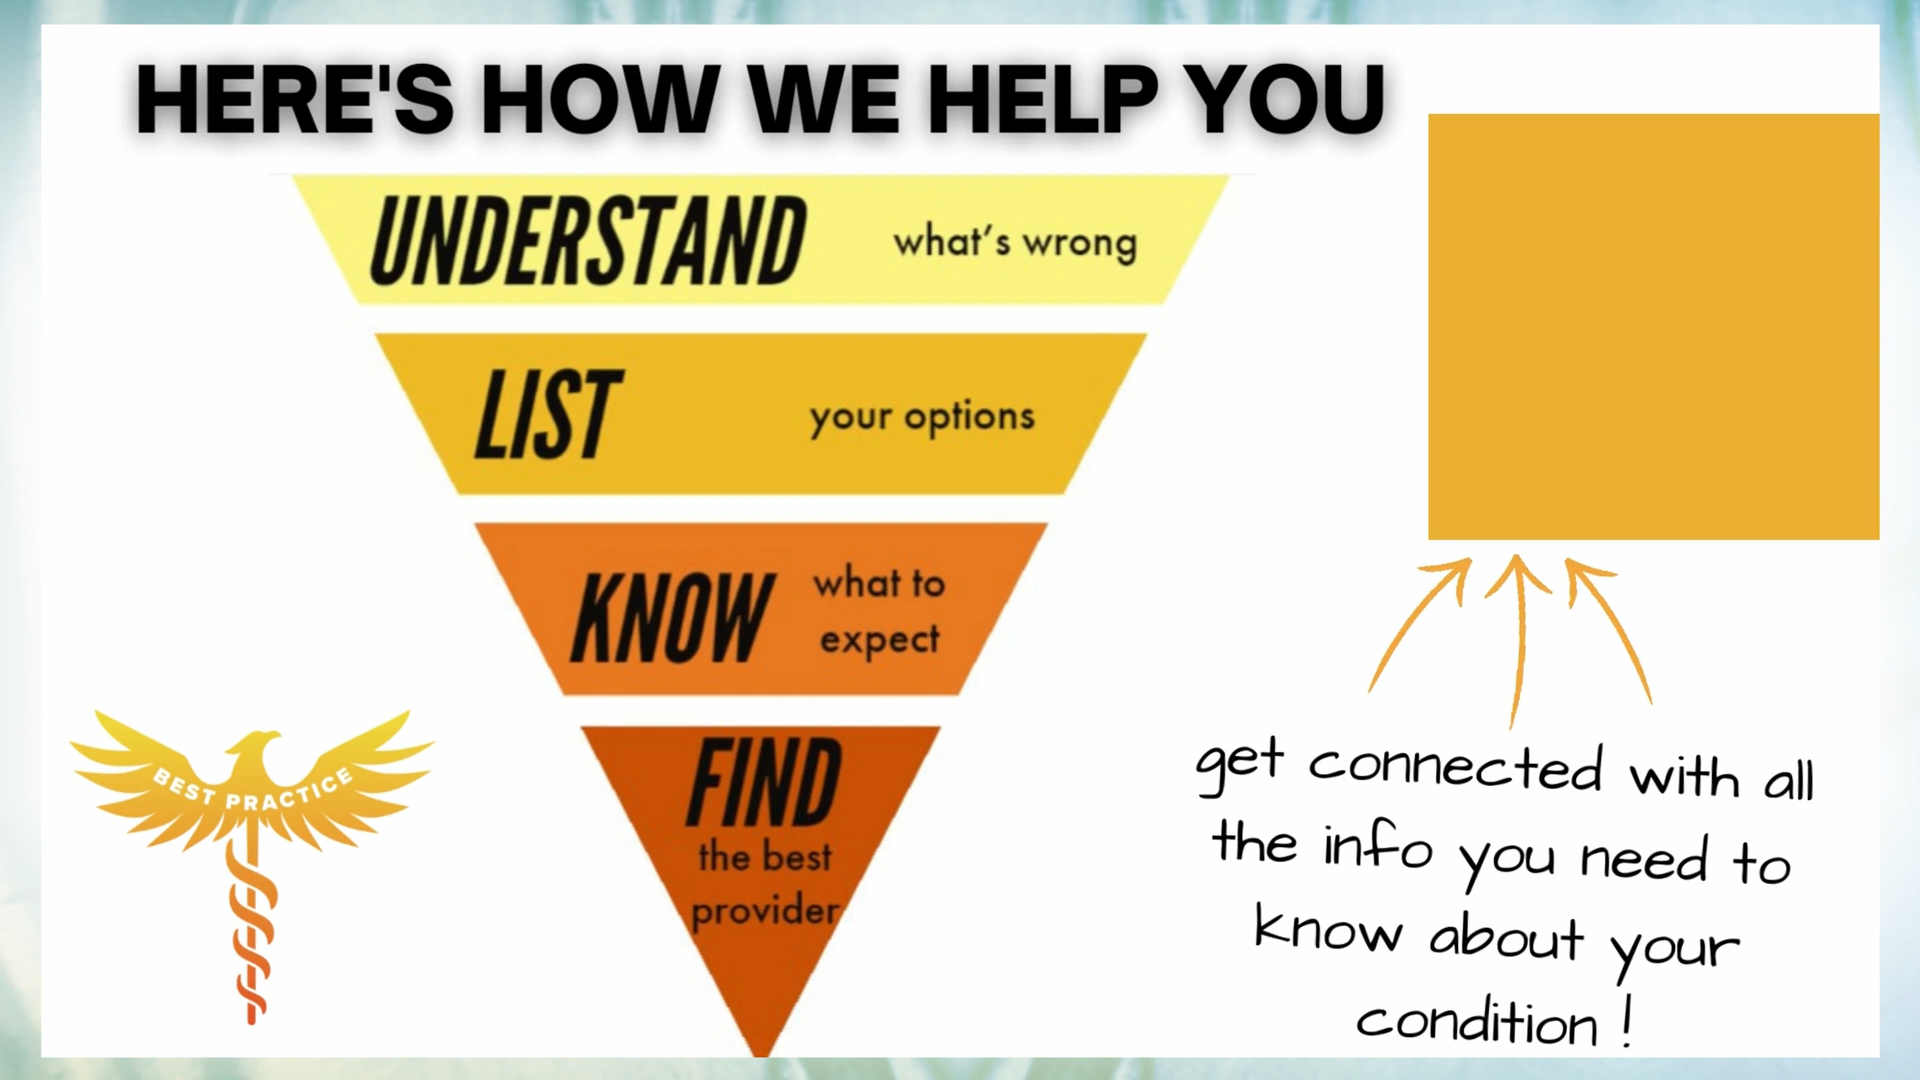 HERE'S HOW WE HELP YOU
UNDERSTAND what's wrong
LIST your options
KNOW what to
expect
FIND
the best
provider
BEST PRACTICE
get connected with all
the info you need to
know about your
condition !